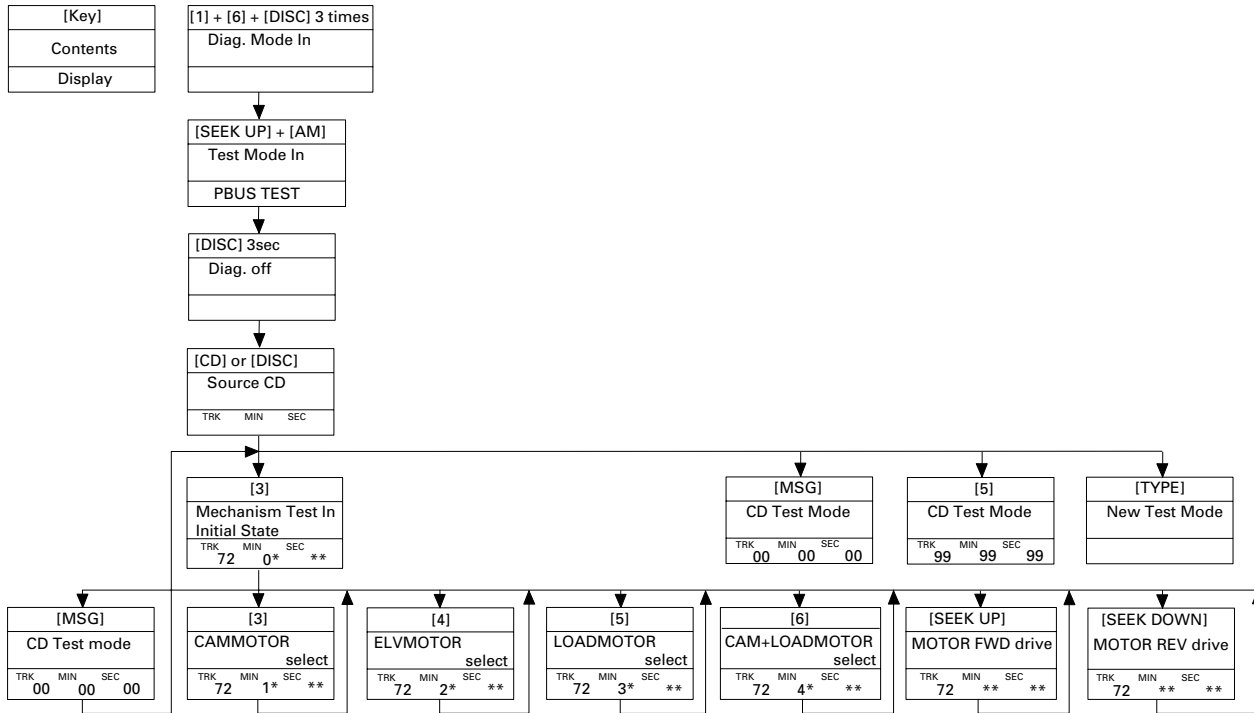 [Key]
Contents
Display
[1] + [6] + [DISC] 3 times
Diag. Mode In
[SEEK UP] + [AM]
Test Mode In
PBUS TEST
[DISC] 3sec
Diag. off
[CD] or [DISC]
Source CD
TRK MIN SEC
[3]
Mechanism Test In
Initial State
TRK MIN SEC
72 0* **
[MSG]
CD Test Mode
TRK MIN SEC
00 00 00
[5]
CD Test Mode
TRK MIN SEC
99 99 99
[TYPE]
New Test Mode
[MSG]
CD Test mode
TRK MIN SEC
00 00 00
[3]
CAMMOTOR
select
TRK MIN SEC
72 1* **
[4]
ELVMOTOR
select
TRK MIN SEC
72 2* **
[5]
LOADMOTOR
select
TRK MIN SEC
72 3* **
[6]
CAM+LOADMOTOR
select
TRK MIN SEC
72 4* **
[SEEK UP]
MOTOR FWD drive
TRK MIN SEC
72 ** **
[SEEK DOWN]
MOTOR REV drive
TRK MIN SEC
72 ** **